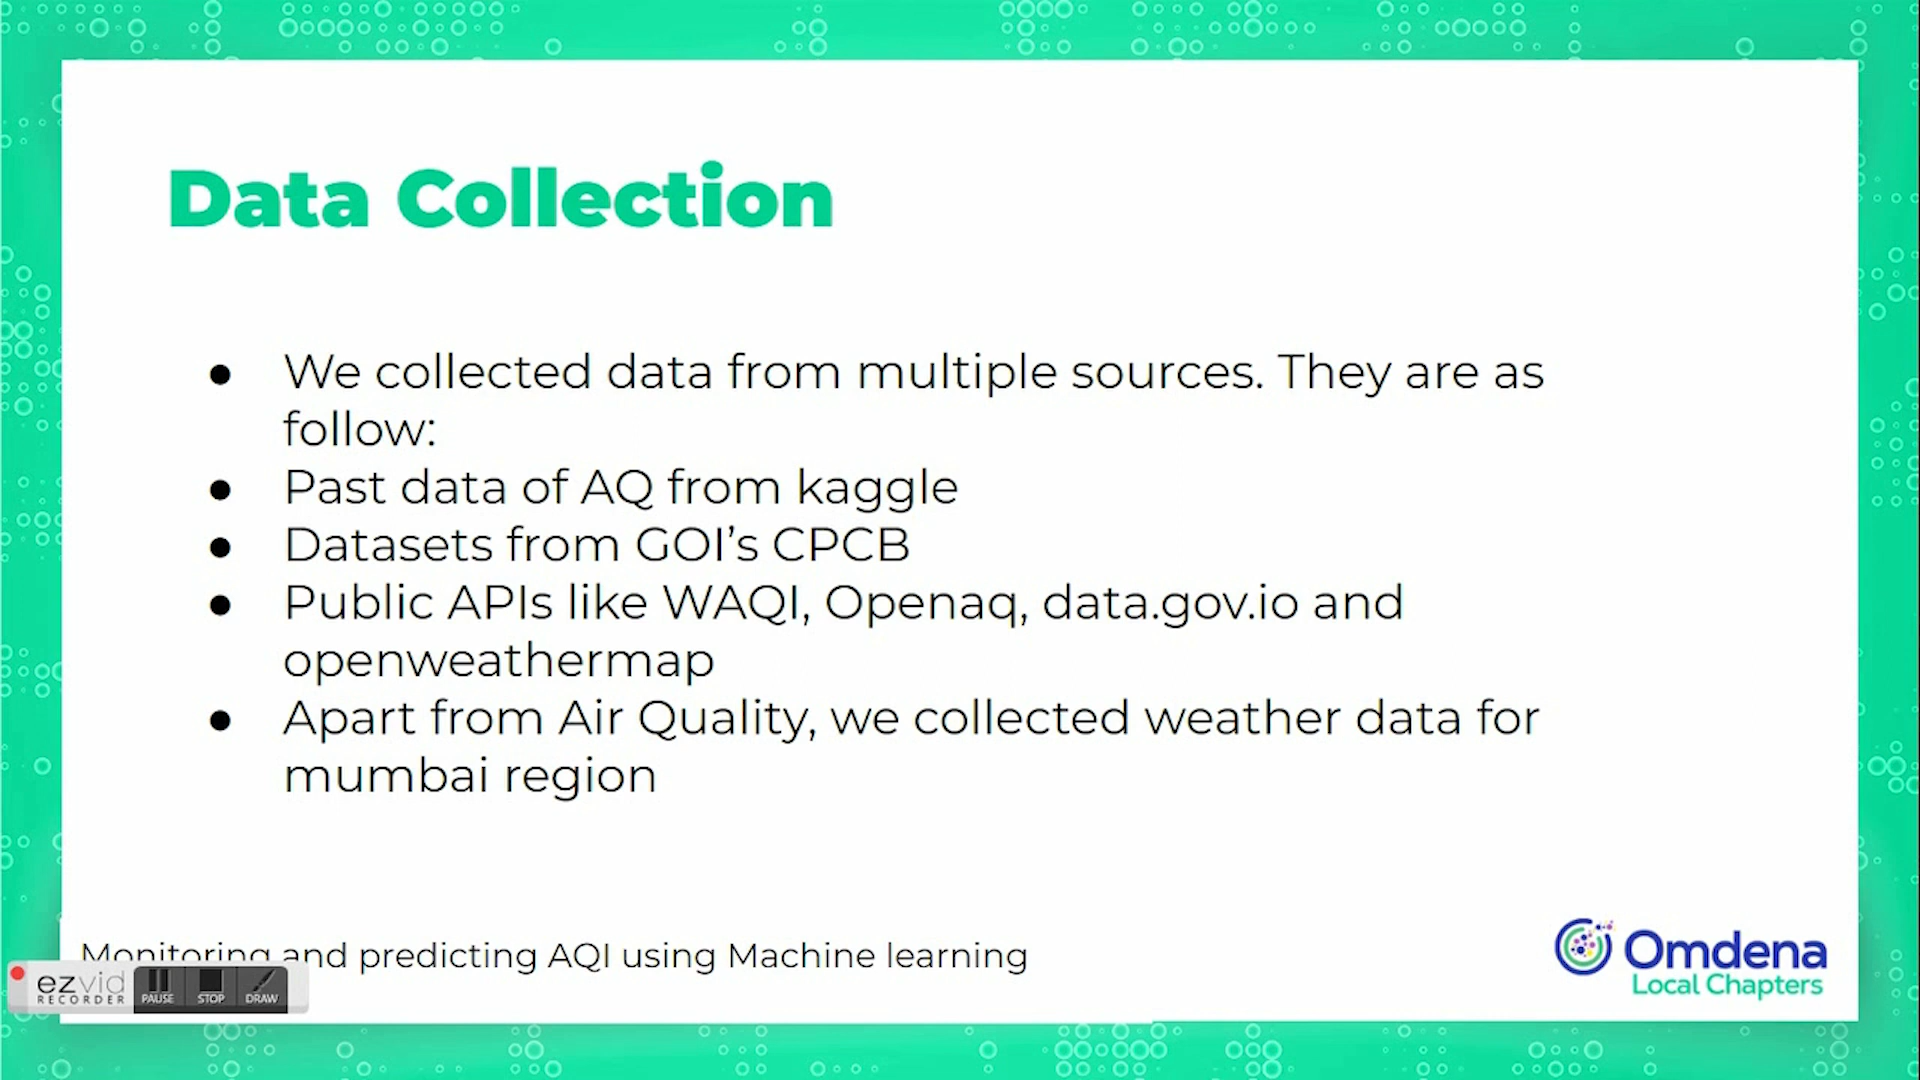 Data Collection
● We collected data from multiple sources. They are as
follow:
● Past data of AQ from kaggle
● Datasets from GOI’s CPCB
● Public APIs like WAQI, Openaq, data.gov.io and
openweathermap
● Apart from Air Quality, we collected weather data for
mumbai region
Monitoring and predicting AQI using Machine learning
Omdena
Local Chapters
ezvid
RECORDER
PAUSE
STOP
DRAW